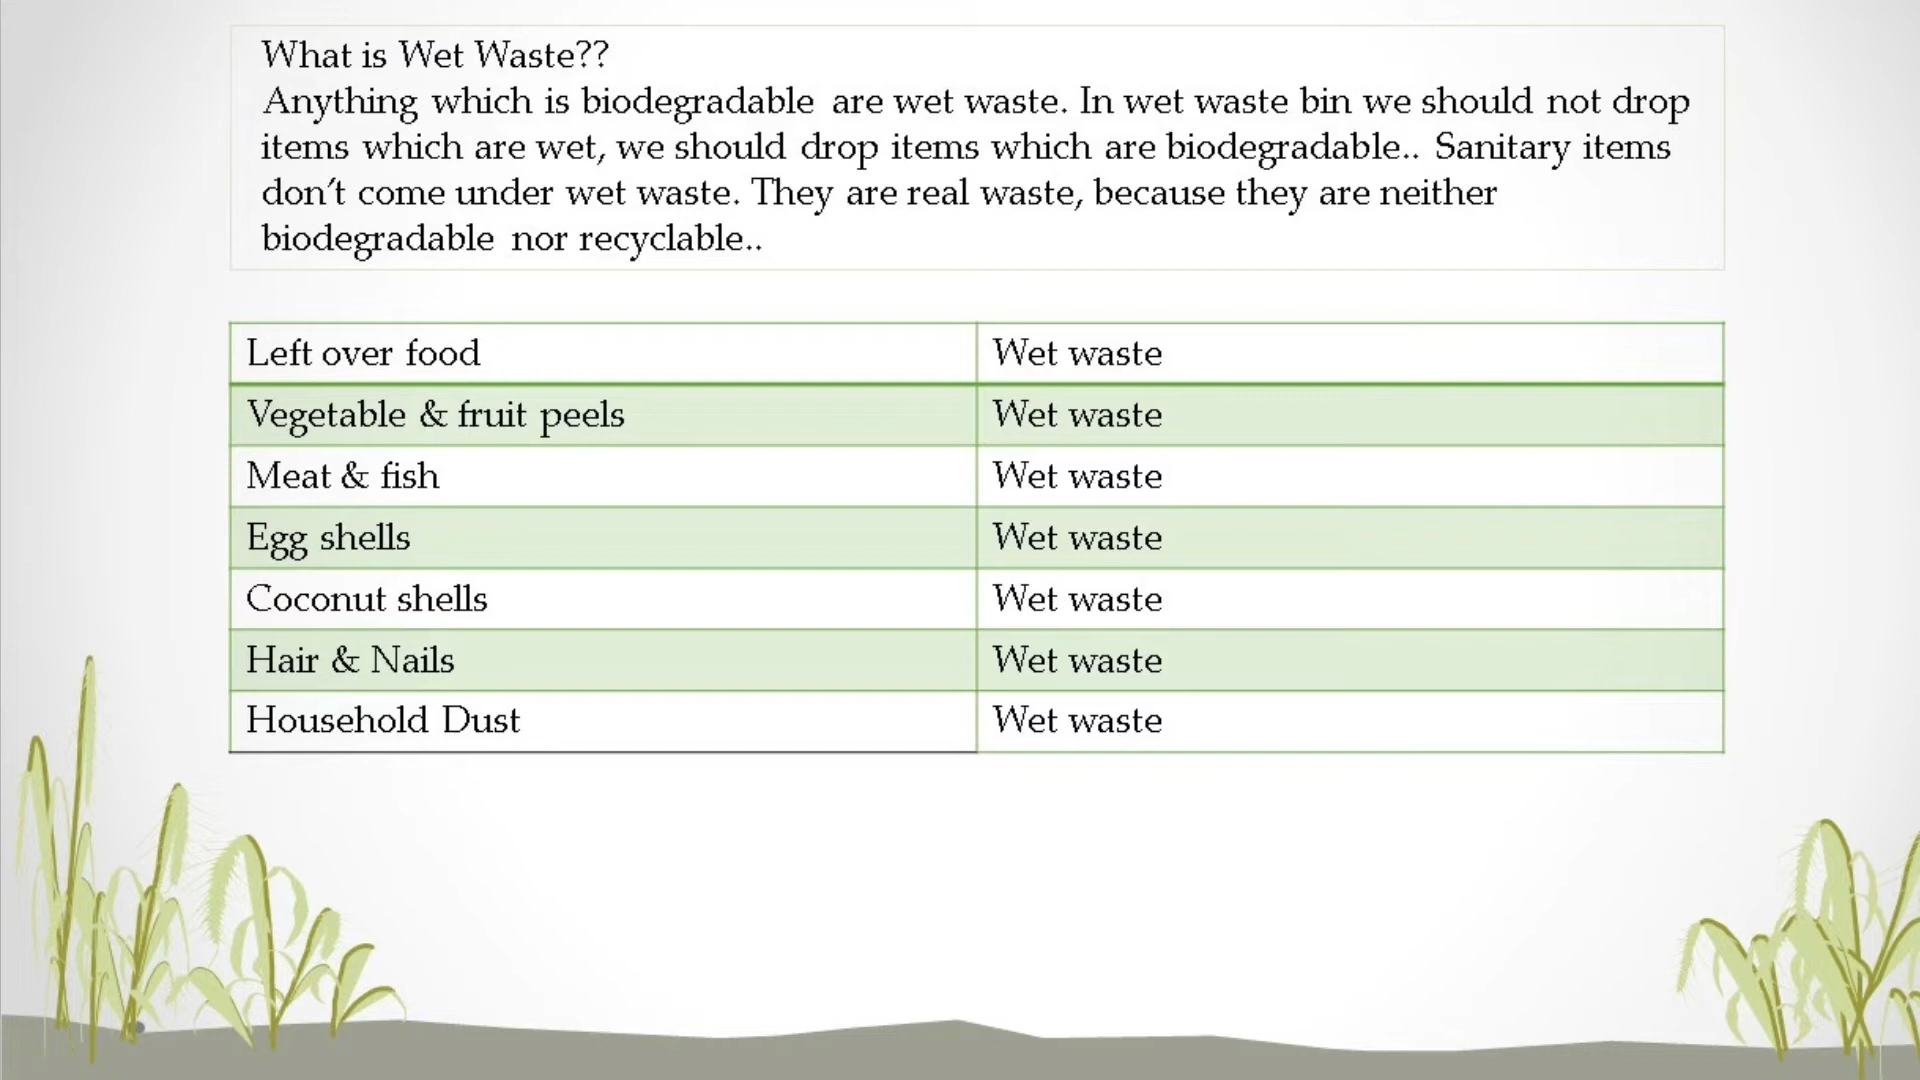 What is Wet Waste??
Anything which is biodegradable are wet waste. In wet waste bin we should not drop
items which are wet, we should drop items which are biodegradable.. Sanitary items
don't come under wet waste. They are real waste, because they are neither
biodegradable nor recyclable..
Left over food Wet waste
Vegetable & fruit peels Wet waste
Meat & fish Wet waste
Egg shells Wet waste
Coconut shells Wet waste
Hair & Nails Wet waste
Household Dust Wet waste